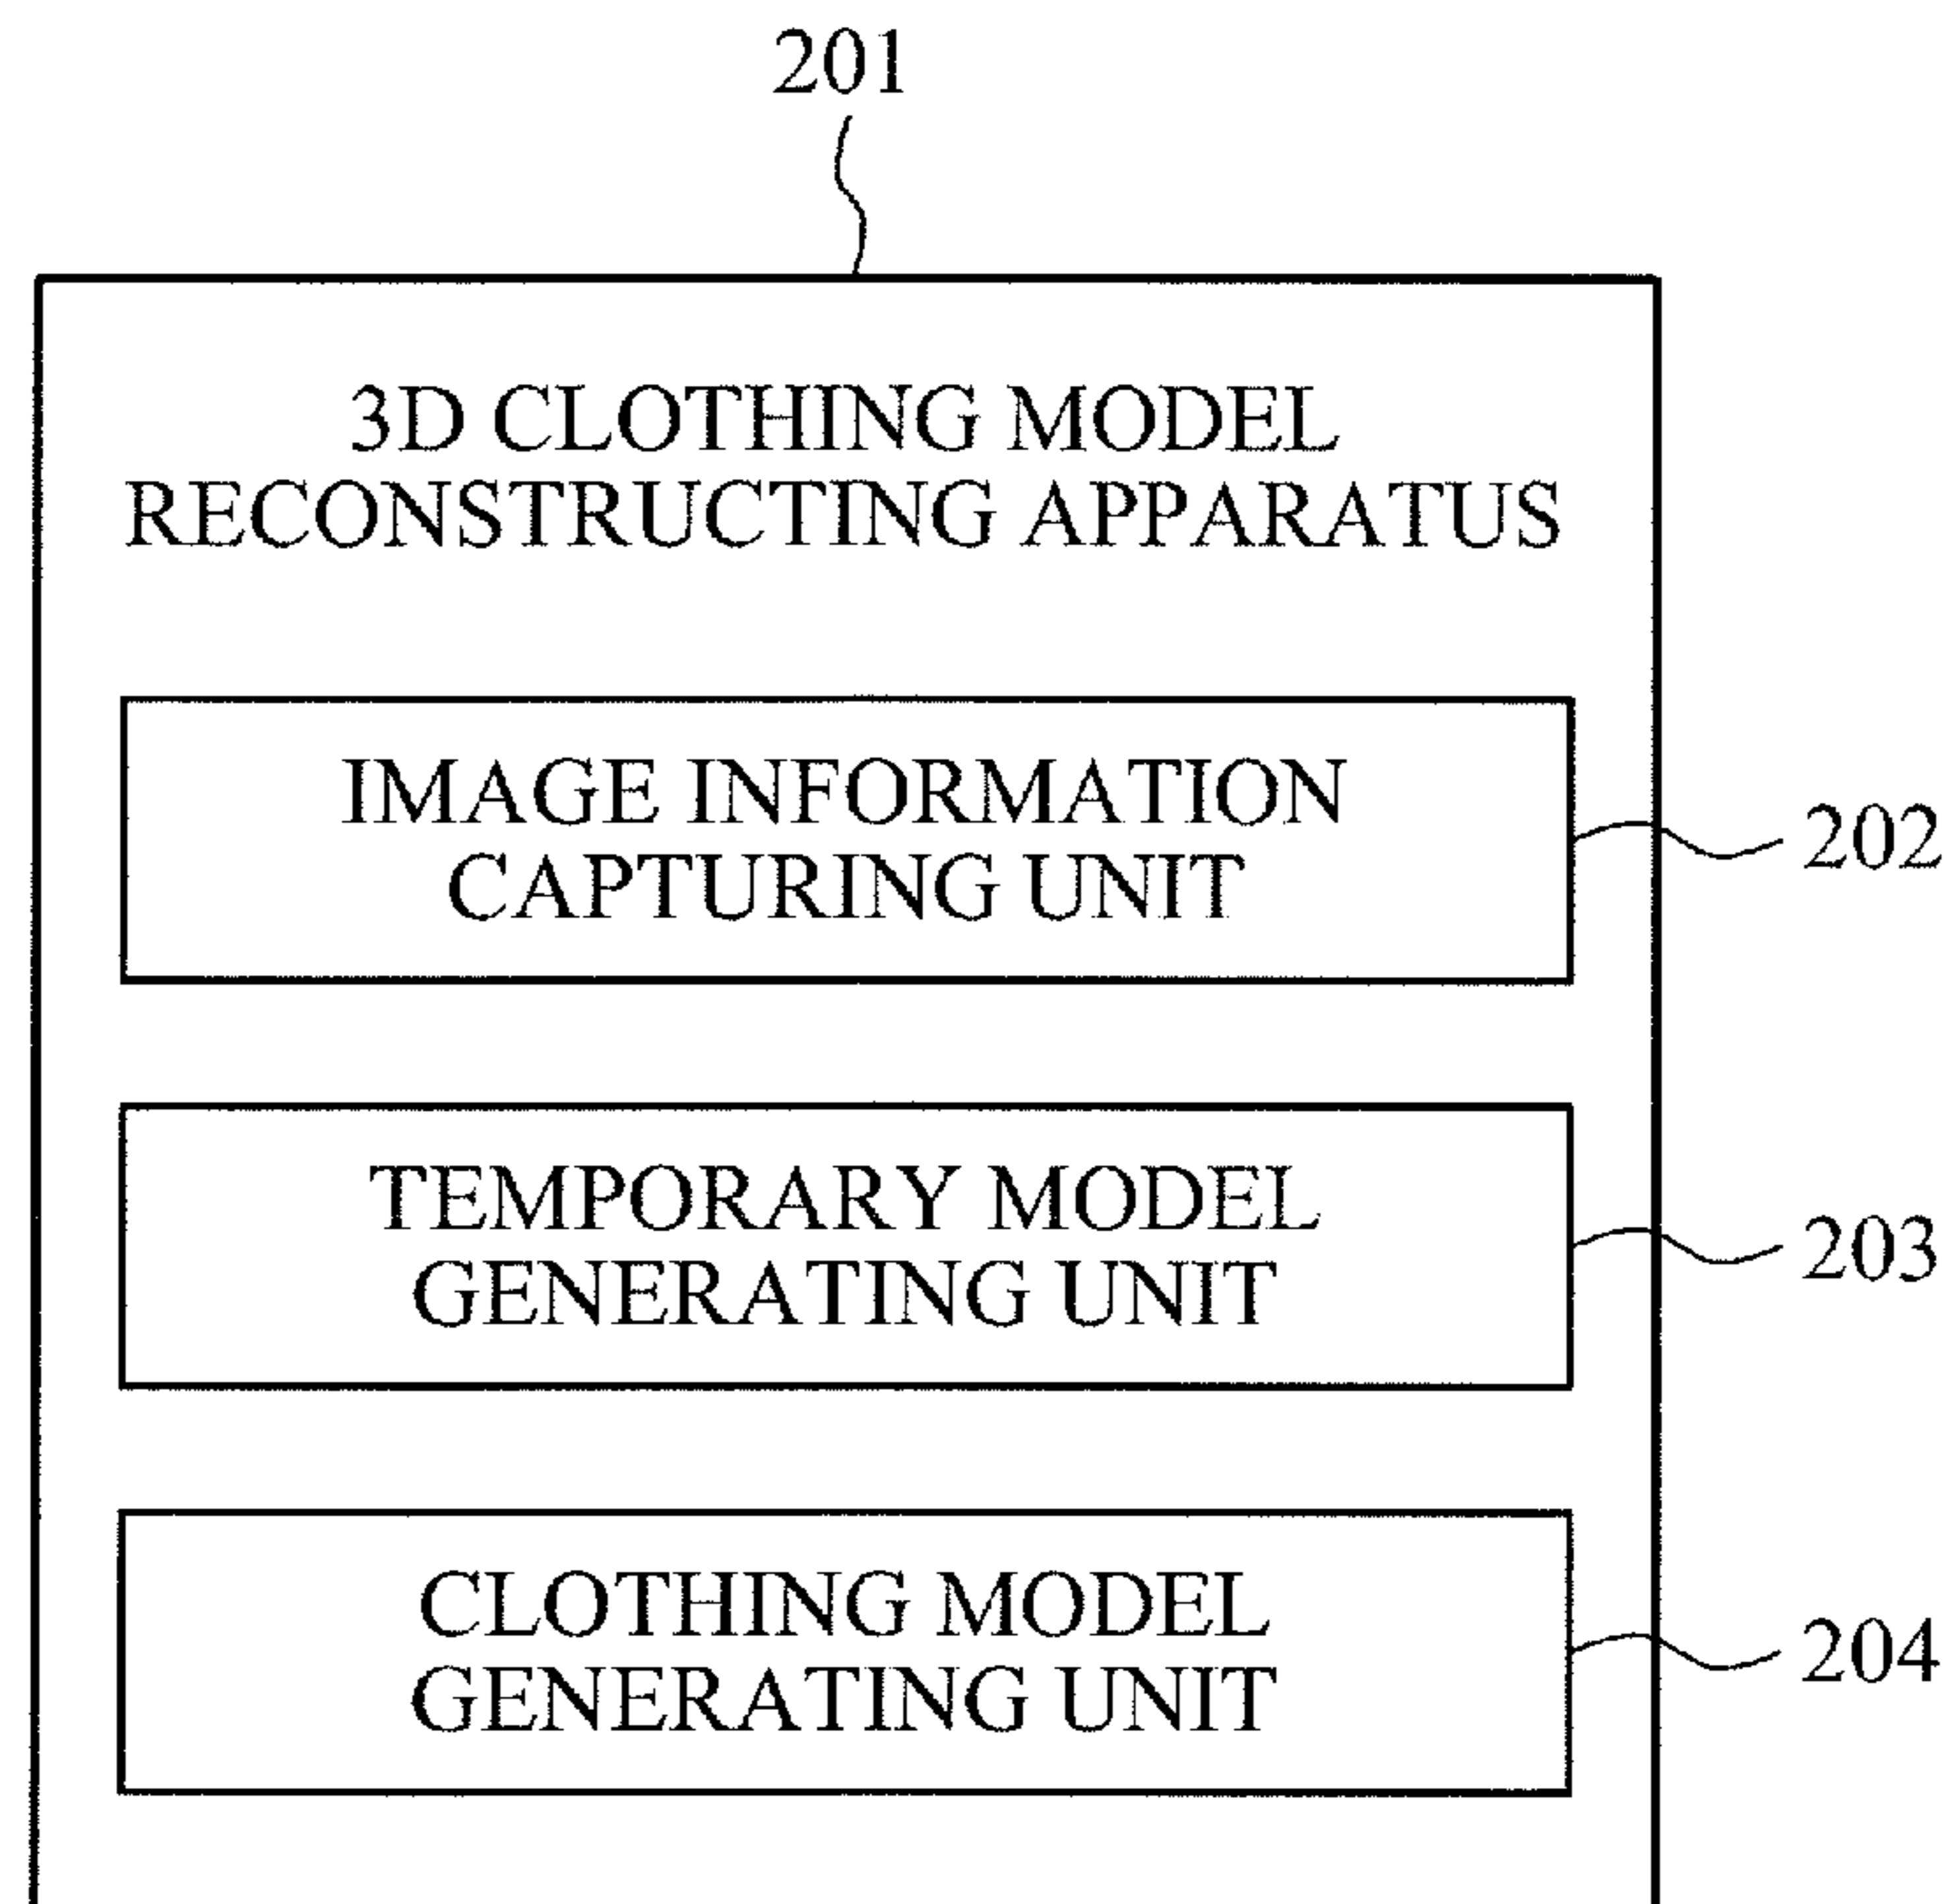 201
3D CLOTHING MODEL
RECONSTRUCTING APPARATUS
IMAGE INFORMATION
CAPTURING UNIT
202
TEMPORARY MODEL
GENERATING UNIT
203
CLOTHING MODEL
GENERATING UNIT
204